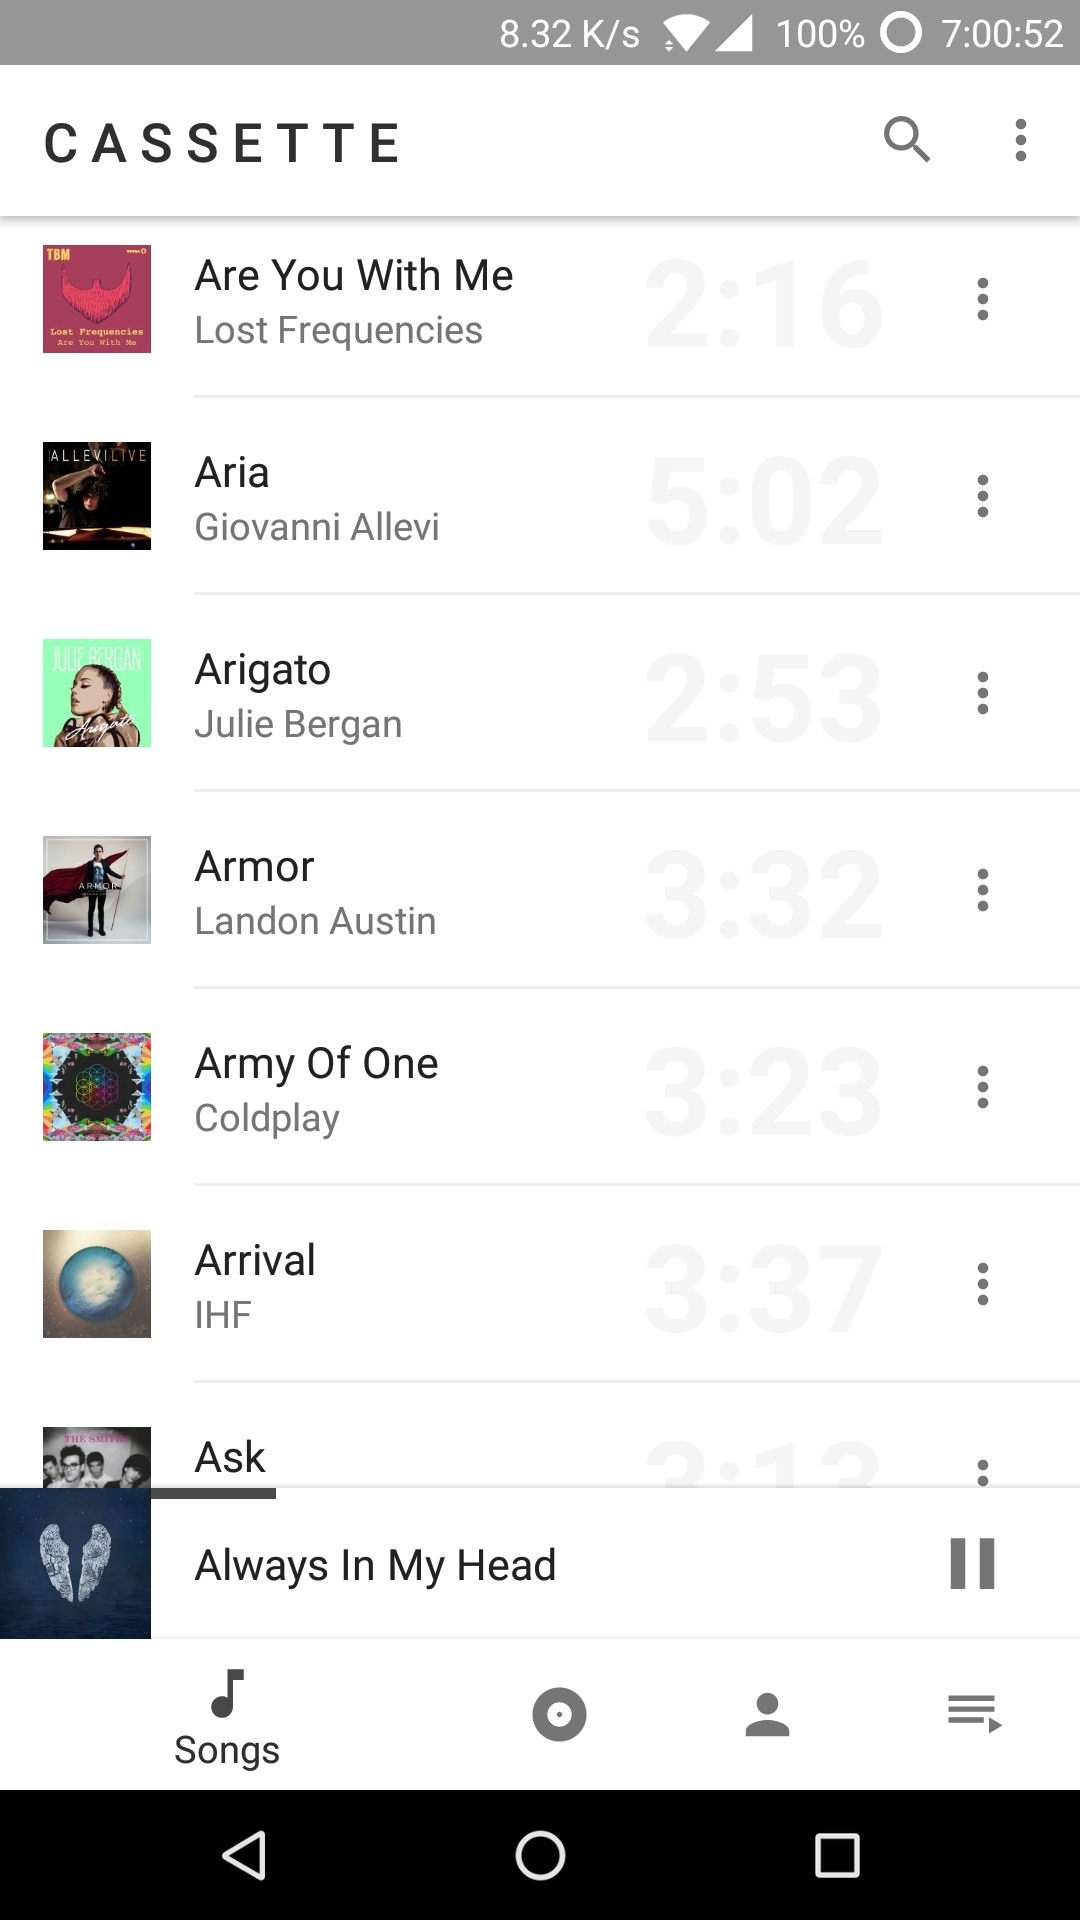 8.32 K/s 100% 7:00:52
CASSETTE
TBM
Lost Frequencies
Are You With Me
Are You With Me
Lost Frequencies
2:16
ALLEVILIVE
Aria
Giovanni Allevi
5:02
JULIE BERGAN
Arigato
Arigato
Julie Bergan
2:53
ARMOR
Armor
Landon Austin
3:32
Army Of One
Coldplay
3:23
Arrival
IHF
3:37
THE SMITHS
Ask
3:13
Always In My Head
Songs